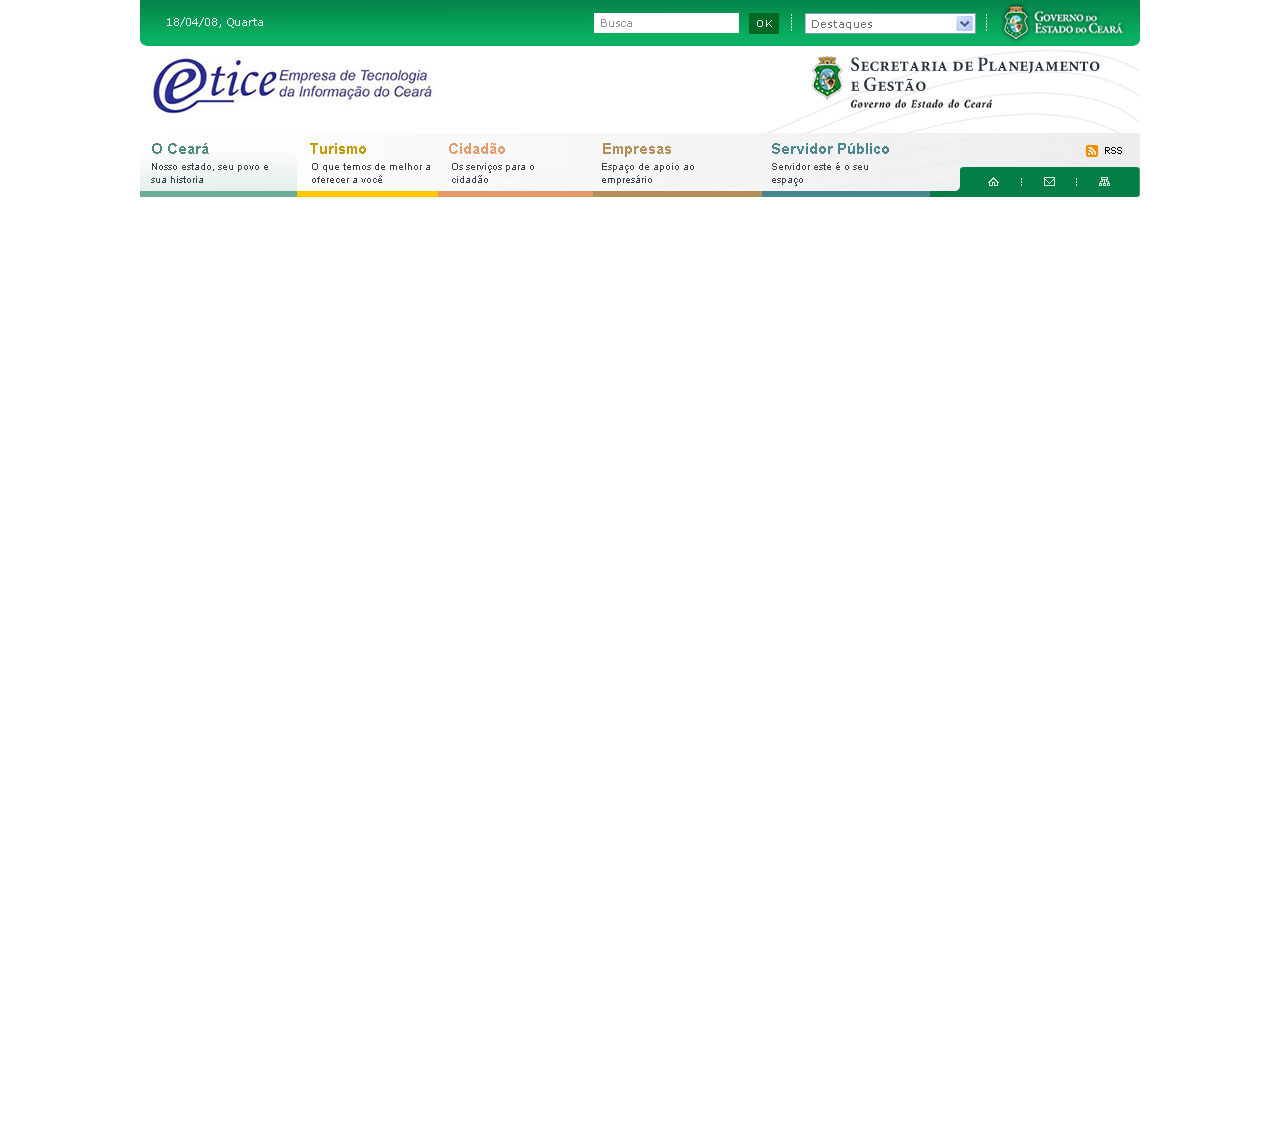 18/04/08, Quarta
Busca
OK
Destaques
GOVERNO DO
ESTADO DO CEARÁ
etice
Empresa de Tecnologia
da Informação do Ceará
SECRETARIA DE PLANEJAMENTO
E GESTÃO
Governo do Estado do Ceará
O Ceará
Nosso estado, seu povo e
sua historia
Turismo
O que temos de melhor a
oferecer a você
Cidadão
Os serviços para o
cidadão
Empresas
Espaço de apoio ao
empresário
Servidor Público
Servidor este é o seu
espaço
RSS